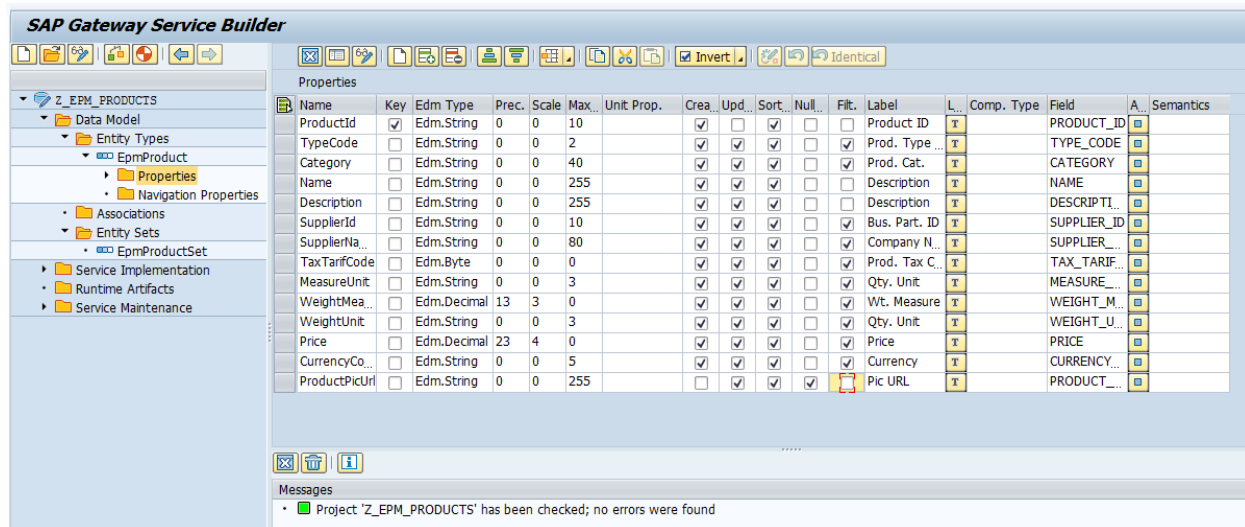 SAP Gateway Service Builder
Invert Identical
Properties
Z_EPM_PRODUCTS
Data Model
Entity Types
EpmProduct
Properties
Navigation Properties
Associations
Entity Sets
EpmProductSet
Service Implementation
Runtime Artifacts
Service Maintenance
Name Key Edm Type Prec. Scale Max... Unit Prop. Crea... Upd... Sort... Null... Filt. Label L... Comp. Type Field A... Semantics
ProductId Edm.String 0 0 10 Product ID T PRODUCT_ID
TypeCode Edm.String 0 0 2 Prod. Type ... T TYPE_CODE
Category Edm.String 0 0 40 Prod. Cat. T CATEGORY
Name Edm.String 0 0 255 Description T NAME
Description Edm.String 0 0 255 Description T DESCRIPTI...
SupplierId Edm.String 0 0 10 Bus. Part. ID T SUPPLIER_ID
SupplierNa... Edm.String 0 0 80 Company N... T SUPPLIER_...
TaxTarifCode Edm.Byte 0 0 0 Prod. Tax C... T TAX_TARIF...
MeasureUnit Edm.String 0 0 3 Qty. Unit T MEASURE_...
WeightMea... Edm.Decimal 13 3 0 Wt. Measure T WEIGHT_M...
WeightUnit Edm.String 0 0 3 Qty. Unit T WEIGHT_U...
Price Edm.Decimal 23 4 0 Price T PRICE
CurrencyCo... Edm.String 0 0 5 Currency T CURRENCY...
ProductPicUrl Edm.String 0 0 255 Pic URL T PRODUCT_...
Messages
Project 'Z_EPM_PRODUCTS' has been checked; no errors were found